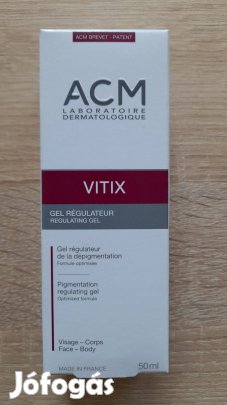 ACM BREVET - PATENT
ACM
LABORATOIRE
DERMATOLOGIQUE
VITIX
GEL RÉGULATEUR
REGULATING GEL
Gel régulateur
de la dépigmentation
Formule optimisée
Pigmentation
regulating gel
Optimized formula
Visage – Corps
Face – Body
MADE IN FRANCE
50 ml
Jófogás